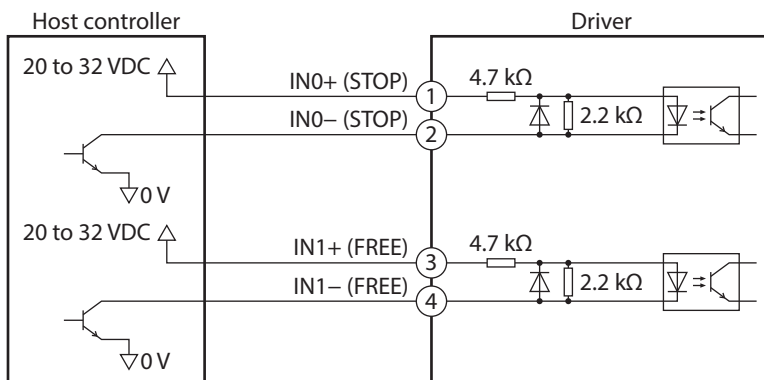 Host controller
Driver
20 to 32 VDC
IN0+ (STOP)
1
4.7 kΩ
IN0− (STOP)
2
2.2 kΩ
0 V
20 to 32 VDC
IN1+ (FREE)
3
4.7 kΩ
IN1− (FREE)
4
2.2 kΩ
0 V